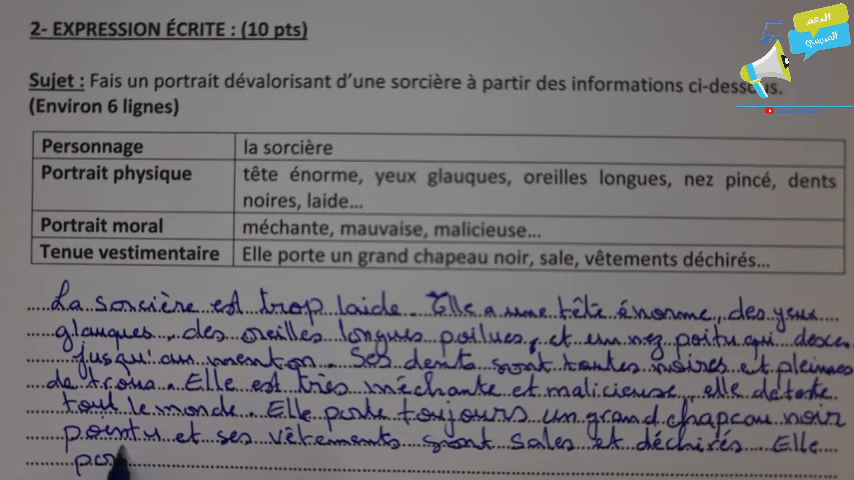 2- EXPRESSION ÉCRITE : (10 pts)
الدعم
المدرسي
Sujet : Fais un portrait dévalorisant d'une sorcière à partir des informations ci-dessous.
(Environ 6 lignes)
Personnage la sorcière
Portrait physique tête énorme, yeux glauques, oreilles longues, nez pincé, dents
noires, laide...
Portrait moral méchante, mauvaise, malicieuse...
Tenue vestimentaire Elle porte un grand chapeau noir, sale, vêtements déchirés...
La sorcière est trop laide. Elle a une tête énorme, des yeux
glauques, des oreilles longues poilues, et un nez poitu qui desce
jusqu'au menton. Ses dents sont toutes noires et pleines
de trous. Elle est très méchante et malicieuse, elle déteste
tout le monde. Elle porte toujours un grand chapeau noir
pointu et ses vêtements sont sales et déchirés. Elle
por